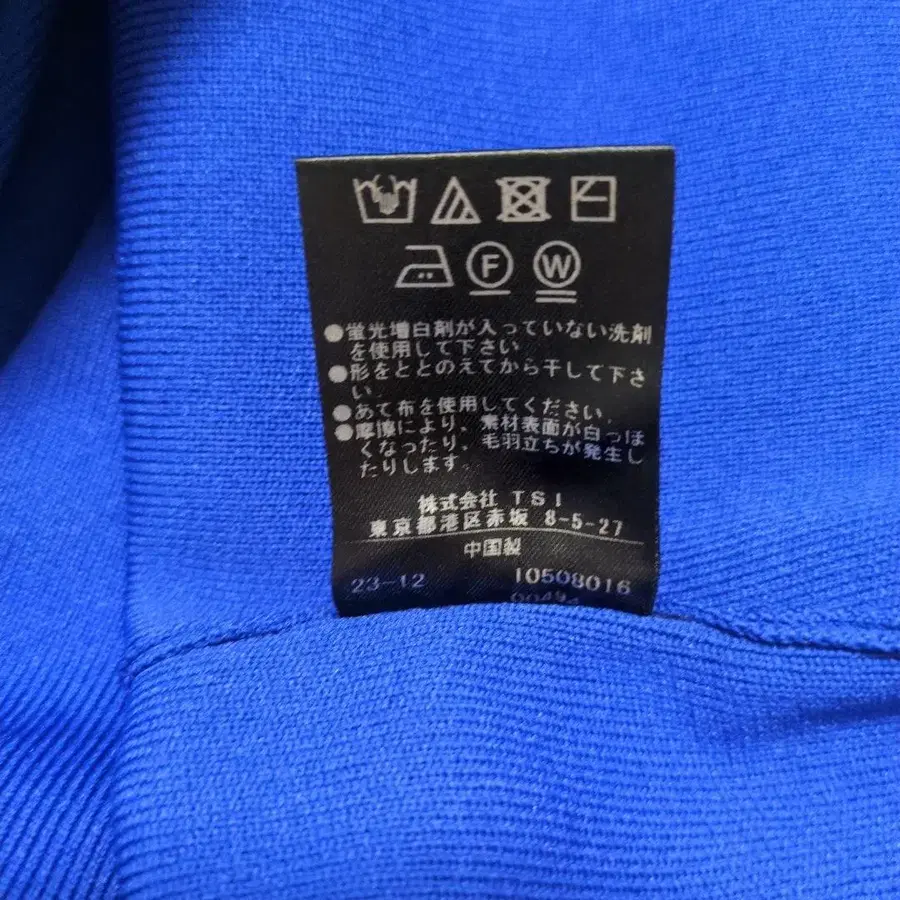 F W
●蛍光増白剤が入っていない洗剤
を使用して下さい
●形をととのえてから干して下さ
い.
●あて布を使用してください.
●摩擦により、素材表面が白っぽ
くなったり、毛羽立ちが発生し
たりします.
株式会社 TSI
東京都港区赤坂 8-5-27
中国製
23-12 10508016